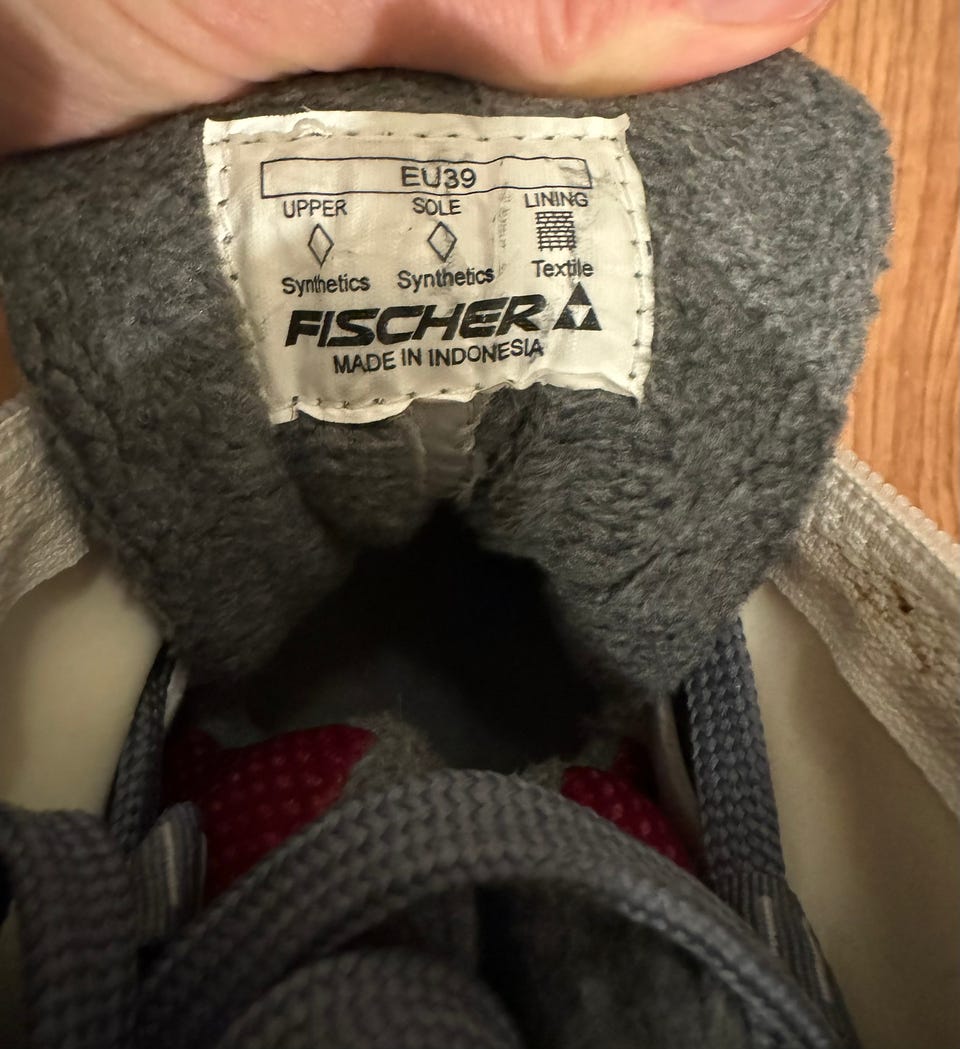 EU39
UPPER SOLE LINING
Synthetics Synthetics Textile
FISCHER
MADE IN INDONESIA